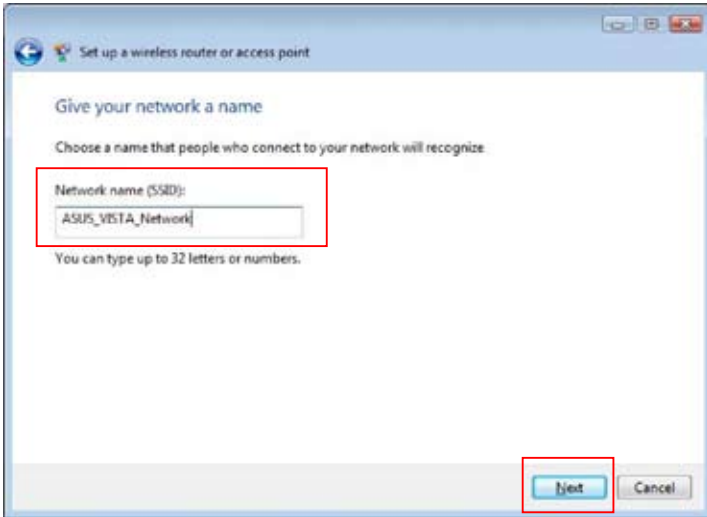 Set up a wireless router or access point
Give your network a name
Choose a name that people who connect to your network will recognize
Network name (SSID):
ASUS_VISTA_Network
You can type up to 32 letters or numbers.
Next Cancel